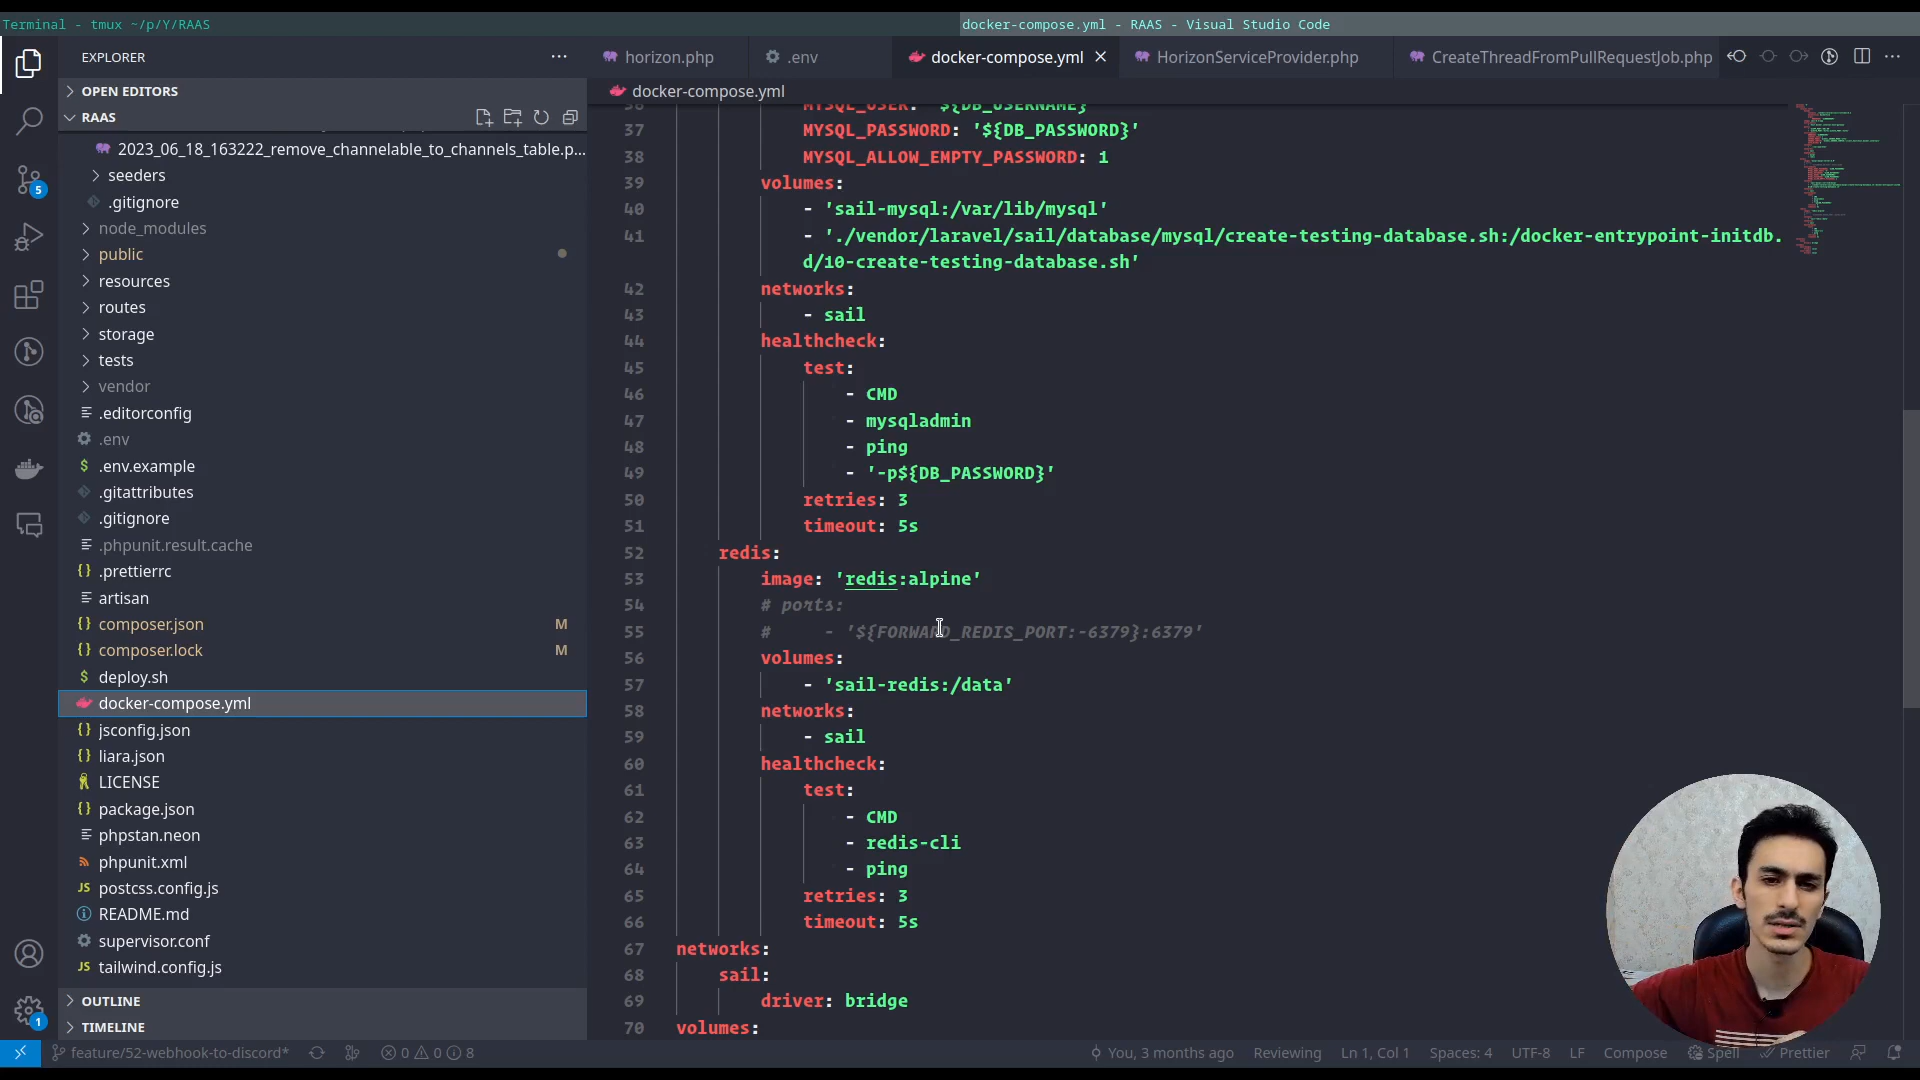 Terminal - tmux ~/p/Y/RAAS
docker-compose.yml - RAAS - Visual Studio Code
EXPLORER
OPEN EDITORS
RAAS
2023_06_18_163222_remove_channelable_to_channels_table.p...
seeders
.gitignore
node_modules
public
resources
routes
storage
tests
vendor
.editorconfig
.env
.env.example
.gitattributes
.gitignore
.phpunit.result.cache
.prettierrc
artisan
composer.json M
composer.lock M
deploy.sh
docker-compose.yml
jsconfig.json
liara.json
LICENSE
package.json
phpstan.neon
phpunit.xml
postcss.config.js
README.md
supervisor.conf
tailwind.config.js
OUTLINE
TIMELINE
5
1
horizon.php
.env
docker-compose.yml
HorizonServiceProvider.php
CreateThreadFromPullRequestJob.php
docker-compose.yml
36 MYSQL_USER: '${DB_USERNAME}'
37 MYSQL_PASSWORD: '${DB_PASSWORD}'
38 MYSQL_ALLOW_EMPTY_PASSWORD: 1
39 volumes:
40 - 'sail-mysql:/var/lib/mysql'
41 - './vendor/laravel/sail/database/mysql/create-testing-database.sh:/docker-entrypoint-initdb.
d/10-create-testing-database.sh'
42 networks:
43 - sail
44 healthcheck:
45 test:
46 - CMD
47 - mysqladmin
48 - ping
49 - '-p${DB_PASSWORD}'
50 retries: 3
51 timeout: 5s
52 redis:
53 image: 'redis:alpine'
54 # ports:
55 #     - '${FORWARD_REDIS_PORT:-6379}:6379'
56 volumes:
57 - 'sail-redis:/data'
58 networks:
59 - sail
60 healthcheck:
61 test:
62 - CMD
63 - redis-cli
64 - ping
65 retries: 3
66 timeout: 5s
67 networks:
68 sail:
69 driver: bridge
70 volumes:
feature/52-webhook-to-discord*
0 0 8
You, 3 months ago
Reviewing
Ln 1, Col 1
Spaces: 4
UTF-8
LF
Compose
Spell
Prettier